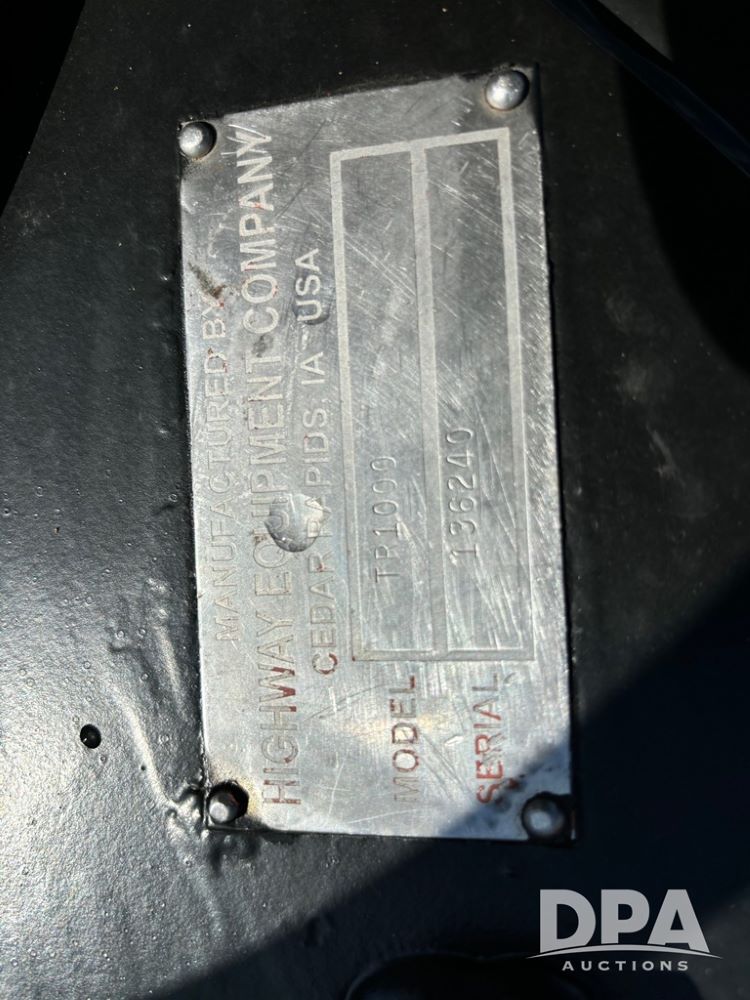 MANUFACTURED BY
HIGHWAY EQUIPMENT COMPANY
CEDAR RAPIDS, IA USA
MODEL TR1000
SERIAL 136240
DPA
AUCTIONS